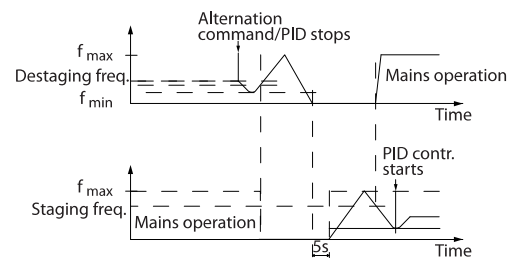 Alternation
command/PID stops
f max
Destaging freq.
f min
Mains operation
Time
PID contr.
starts
f max
Staging freq.
Mains operation
5s
Time